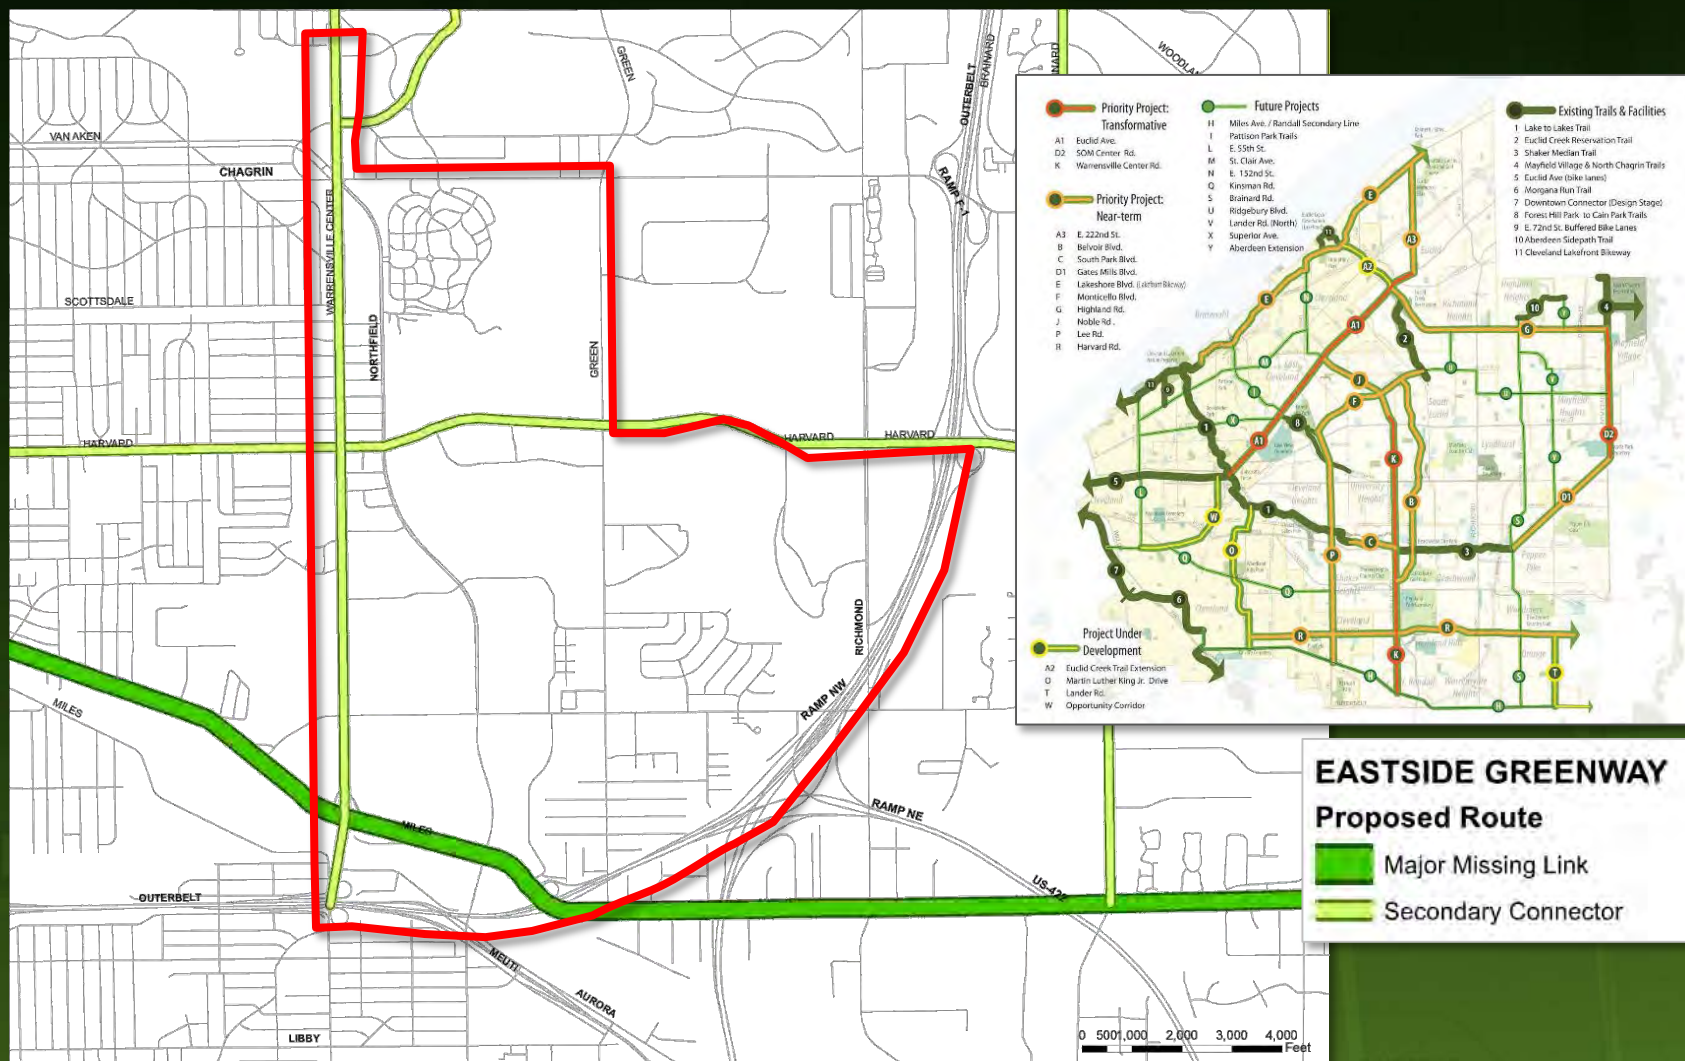 GREEN
OUTERBELT
BRAINARD
VAN AKEN
CHAGRIN
RAMP F-1
WARRENSVILLE CENTER
SCOTTSDALE
NORTHFIELD
GREEN
HARVARD
HARVARD
HARVARD
RICHMOND
MILES
RAMP NW
MILES
RAMP NE
OUTERBELT
US-422
AURORA
LIBBY
0 500 1,000 2,000 3,000 4,000
Feet
Priority Project:
Transformative
A1 Euclid Ave.
D2 SOM Center Rd.
K Warrensville Center Rd.
Priority Project:
Near-term
A3 E. 222nd St.
B Belvoir Blvd.
C South Park Blvd.
D1 Gates Mills Blvd.
E Lakeshore Blvd. (Lakefront Bikeway)
F Monticello Blvd.
G Highland Rd.
J Noble Rd.
P Lee Rd.
R Harvard Rd.
Future Projects
H Miles Ave. / Randall Secondary Line
I Pattison Park Trails
L E. 55th St.
M St. Clair Ave.
N E. 152nd St.
Q Kinsman Rd.
S Brainard Rd.
U Ridgebury Blvd.
V Lander Rd. (North)
X Superior Ave.
Y Aberdeen Extension
Existing Trails & Facilities
1 Lake to Lakes Trail
2 Euclid Creek Reservation Trail
3 Shaker Median Trail
4 Mayfield Village & North Chagrin Trails
5 Euclid Ave (bike lanes)
6 Morgana Run Trail
7 Downtown Connector (Design Stage)
8 Forest Hill Park to Cain Park Trails
9 E. 72nd St. Buffered Bike Lanes
10 Aberdeen Sidepath Trail
11 Cleveland Lakefront Bikeway
Project Under
Development
A2 Euclid Creek Trail Extension
O Martin Luther King Jr. Drive
T Lander Rd.
W Opportunity Corridor
EASTSIDE GREENWAY
Proposed Route
Major Missing Link
Secondary Connector